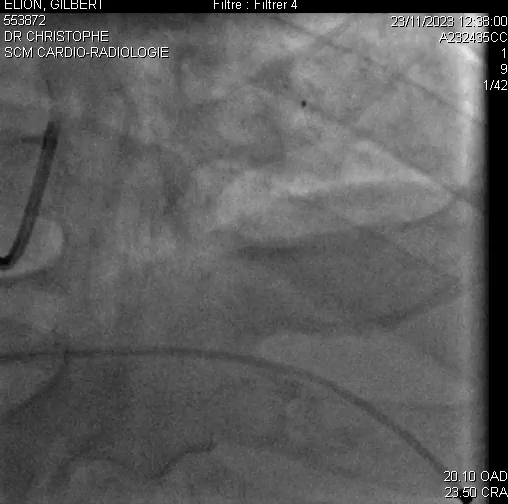 ELION, GILBERT
Filtre : Filtrer 4
553872
23/11/2023 12:38:00
DR CHRISTOPHE
A232435CC
SCM CARDIO-RADIOLOGIE
1
9
1/42
20.10 OAD
23.50 CRA